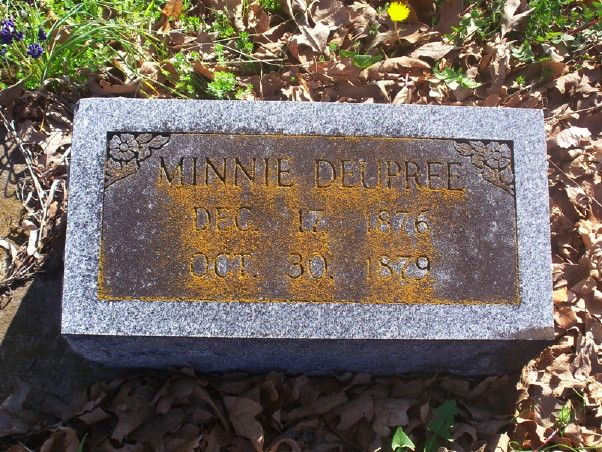 MINNIE DEUPREE
DEC. 17 1876
OCT. 30. 1879